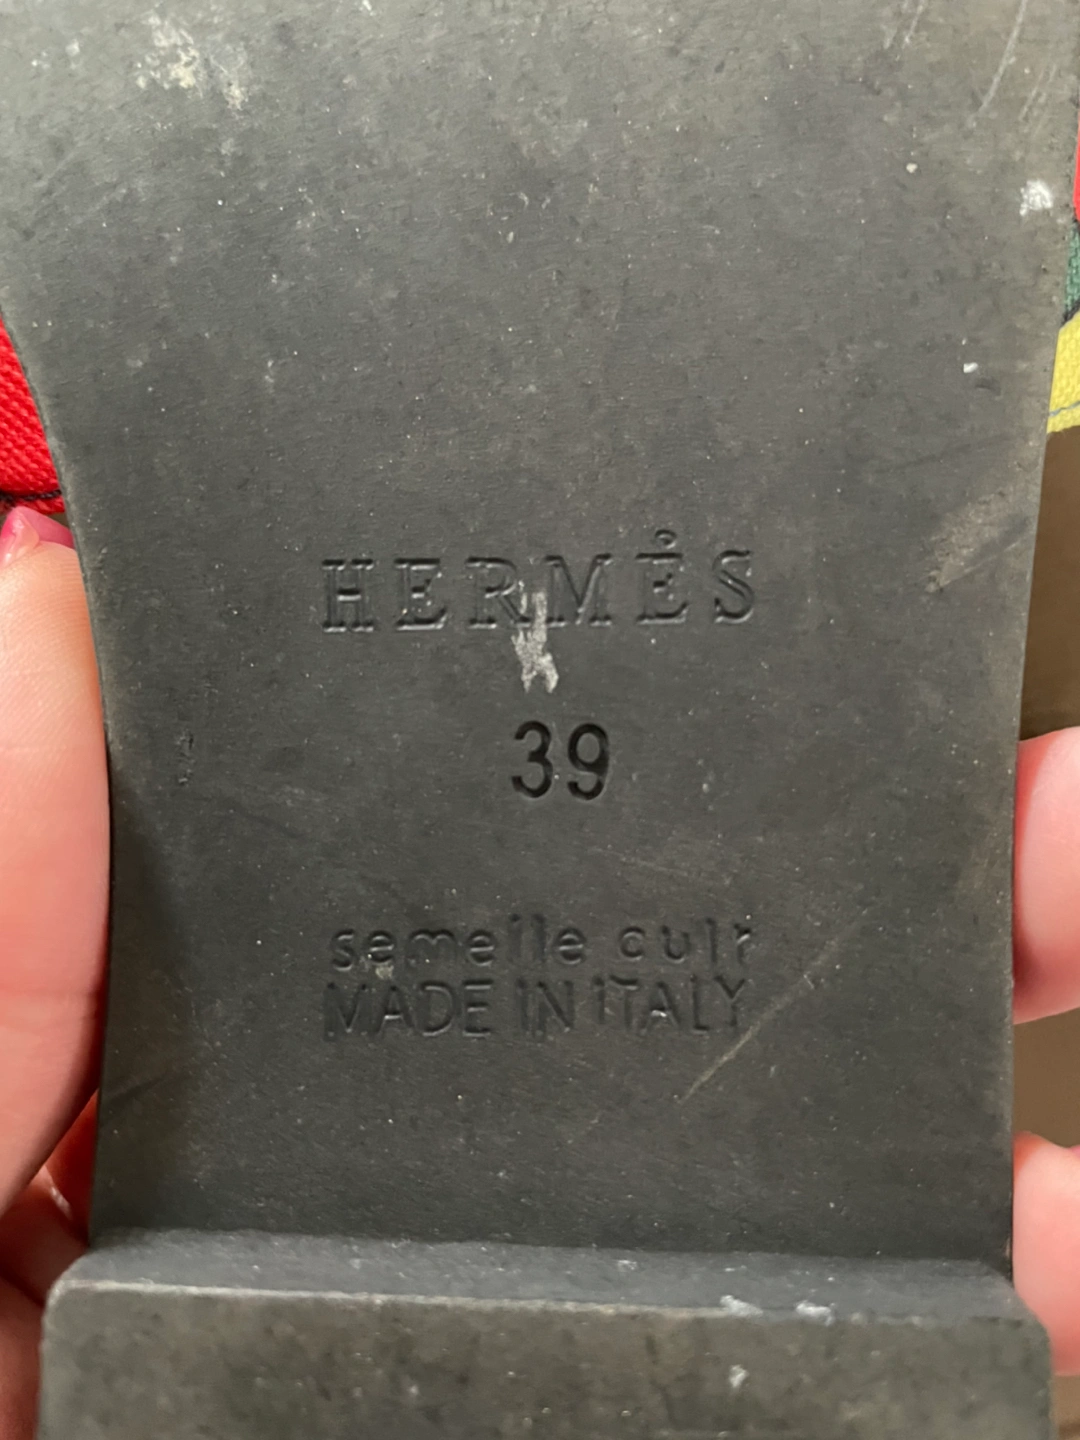 HERMÈS
39
semelle cuir
MADE IN ITALY